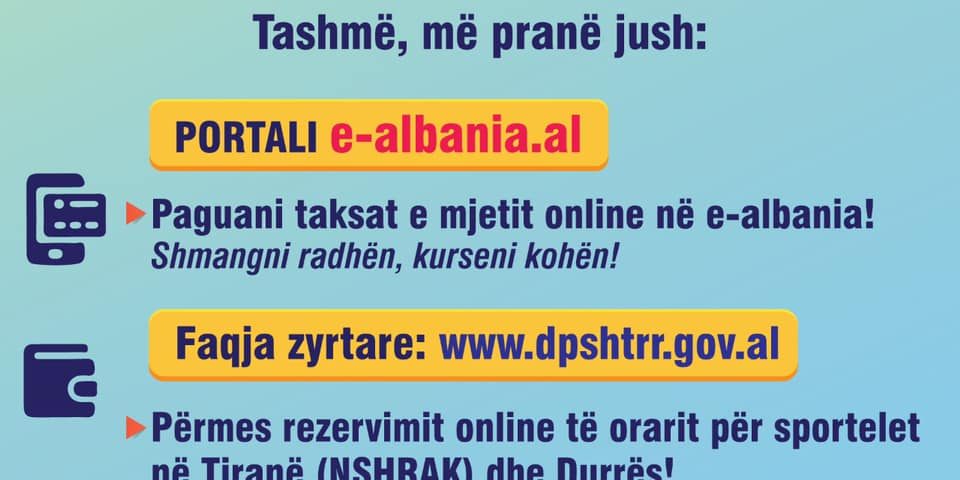 Tashmë, më pranë jush:
PORTALI e-albania.al
Paguani taksat e mjetit online në e-albania!
Shmangni radhën, kurseni kohën!
Faqja zyrtare: www.dpshtrr.gov.al
Përmes rezervimit online të orarit për sportelet
në Tiranë (NSHRAK) dhe Durrës!